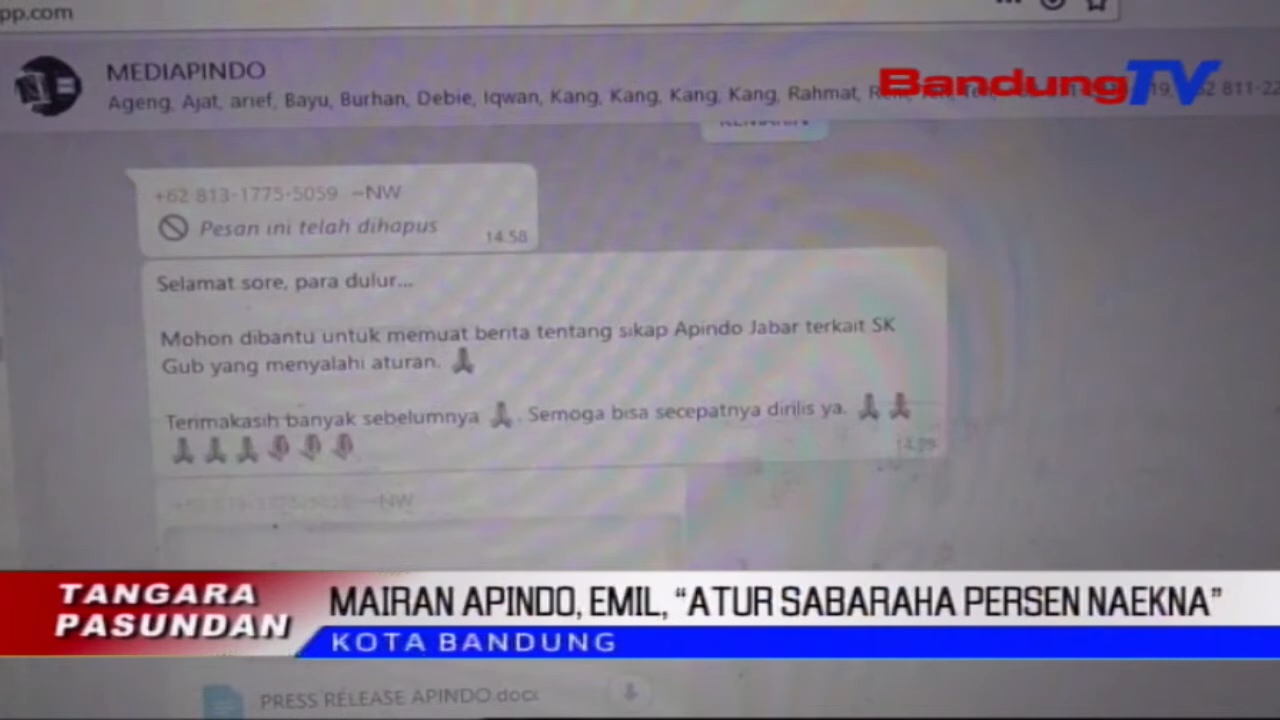 pp.com
MEDIAPINDO
Ageng, Ajat, arief, Bayu, Burhan, Debie, Iqwan, Kang, Kang, Kang, Kang, Rahmat,
BandungTV
+62 813-1775-5059 ~NW
Pesan ini telah dihapus
14.58
Selamat sore, para dulur...
Mohon dibantu untuk memuat berita tentang sikap Apindo Jabar terkait SK
Gub yang menyalahi aturan.
Terimakasih banyak sebelumnya . Semoga bisa secepatnya dirilis ya.
~NW
TANGARA
PASUNDAN
MAIRAN APINDO, EMIL, “ATUR SABARAHA PERSEN NAEKNA”
KOTA BANDUNG
PRESS RELEASE APINDO.docx